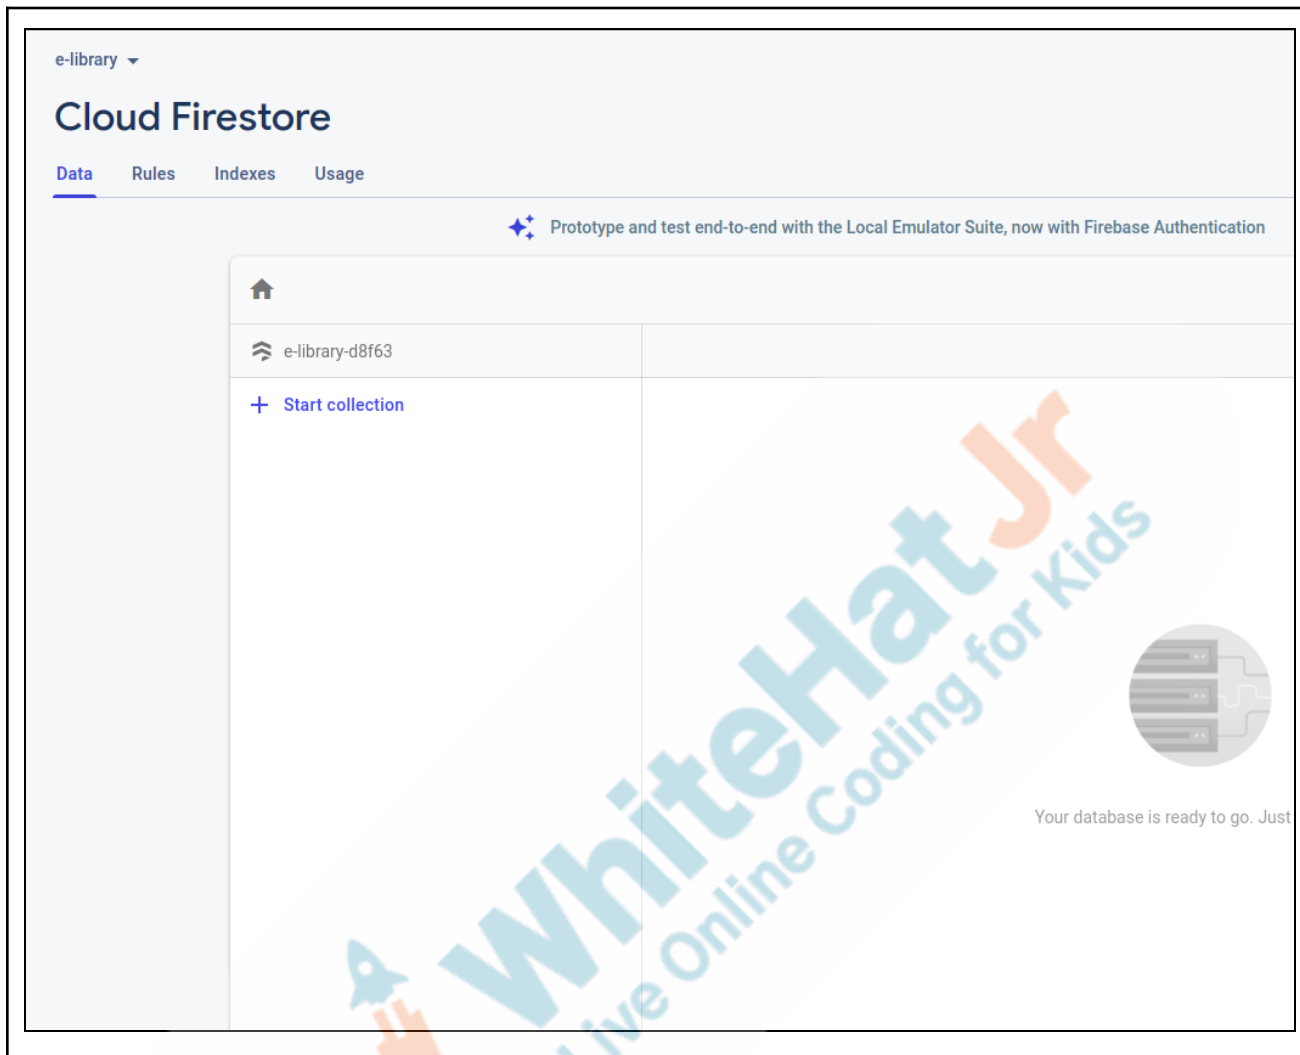 e-library
Cloud Firestore
Data Rules Indexes Usage
Prototype and test end-to-end with the Local Emulator Suite, now with Firebase Authentication
e-library-d8f63
Start collection
Your database is ready to go. Just
WhiteHat Jr
Live Online Coding for Kids